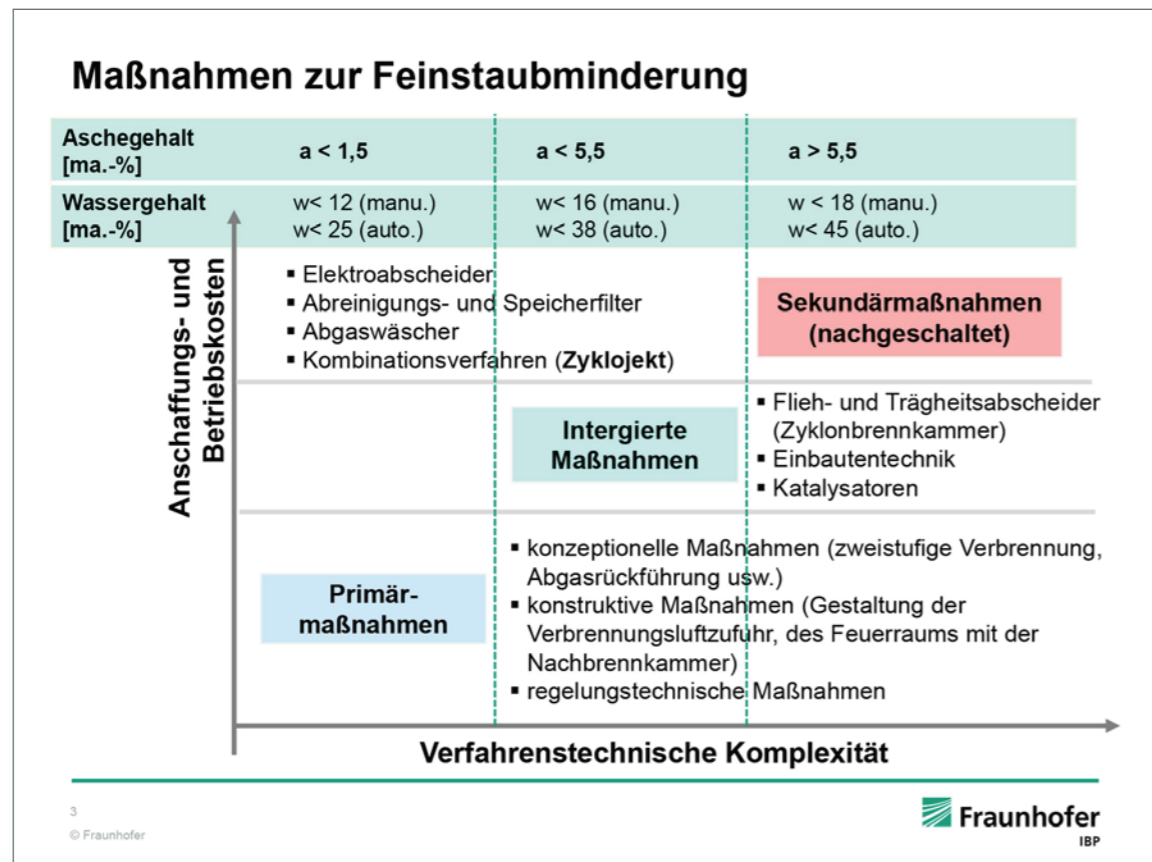 Maßnahmen zur Feinstaubminderung
Aschegehalt
[ma.-%]
a < 1,5
a < 5,5
a > 5,5
Wassergehalt
[ma.-%]
w< 12 (manu.)
w< 25 (auto.)
w< 16 (manu.)
w< 38 (auto.)
w < 18 (manu.)
w< 45 (auto.)
Anschaffungs- und
Betriebskosten
▪ Elektroabscheider
▪ Abreinigungs- und Speicherfilter
▪ Abgaswäscher
▪ Kombinationsverfahren (Zyklojekt)
Sekundärmaßnahmen
(nachgeschaltet)
Intergierte
Maßnahmen
▪ Flieh- und Trägheitsabscheider
(Zyklonbrennkammer)
▪ Einbautentechnik
▪ Katalysatoren
Primär-
maßnahmen
▪ konzeptionelle Maßnahmen (zweistufige Verbrennung,
Abgasrückführung usw.)
▪ konstruktive Maßnahmen (Gestaltung der
Verbrennungsluftzufuhr, des Feuerraums mit der
Nachbrennkammer)
▪ regelungstechnische Maßnahmen
Verfahrenstechnische Komplexität
3
© Fraunhofer
Fraunhofer
IBP